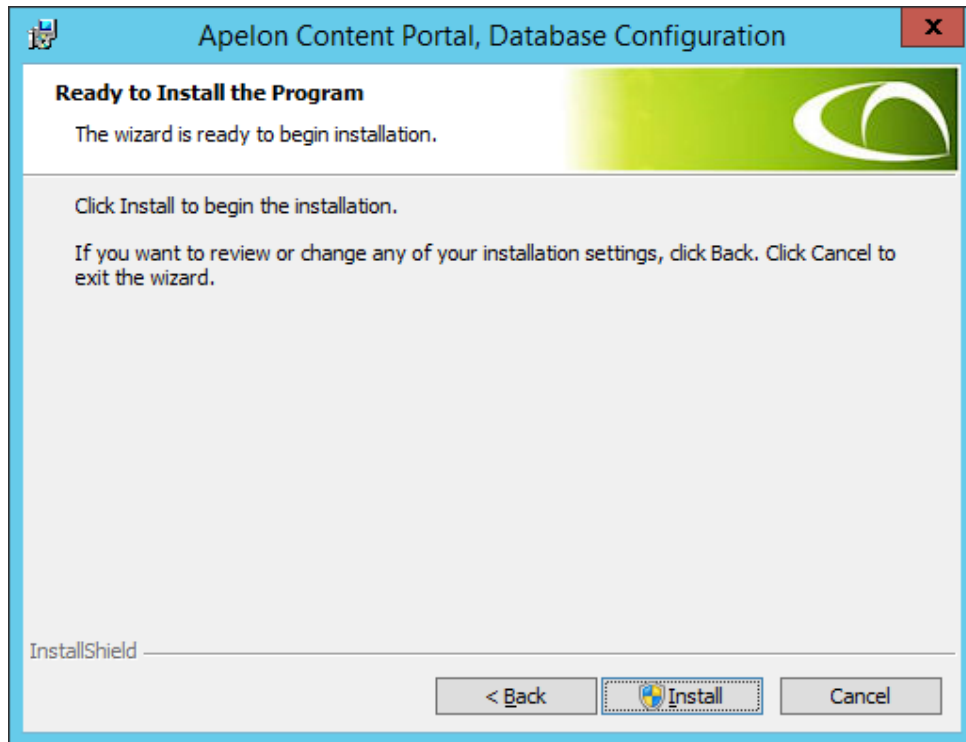 Apelon Content Portal, Database Configuration
x
Ready to Install the Program
The wizard is ready to begin installation.
Click Install to begin the installation.
If you want to review or change any of your installation settings, click Back. Click Cancel to
exit the wizard.
InstallShield
< Back Install Cancel